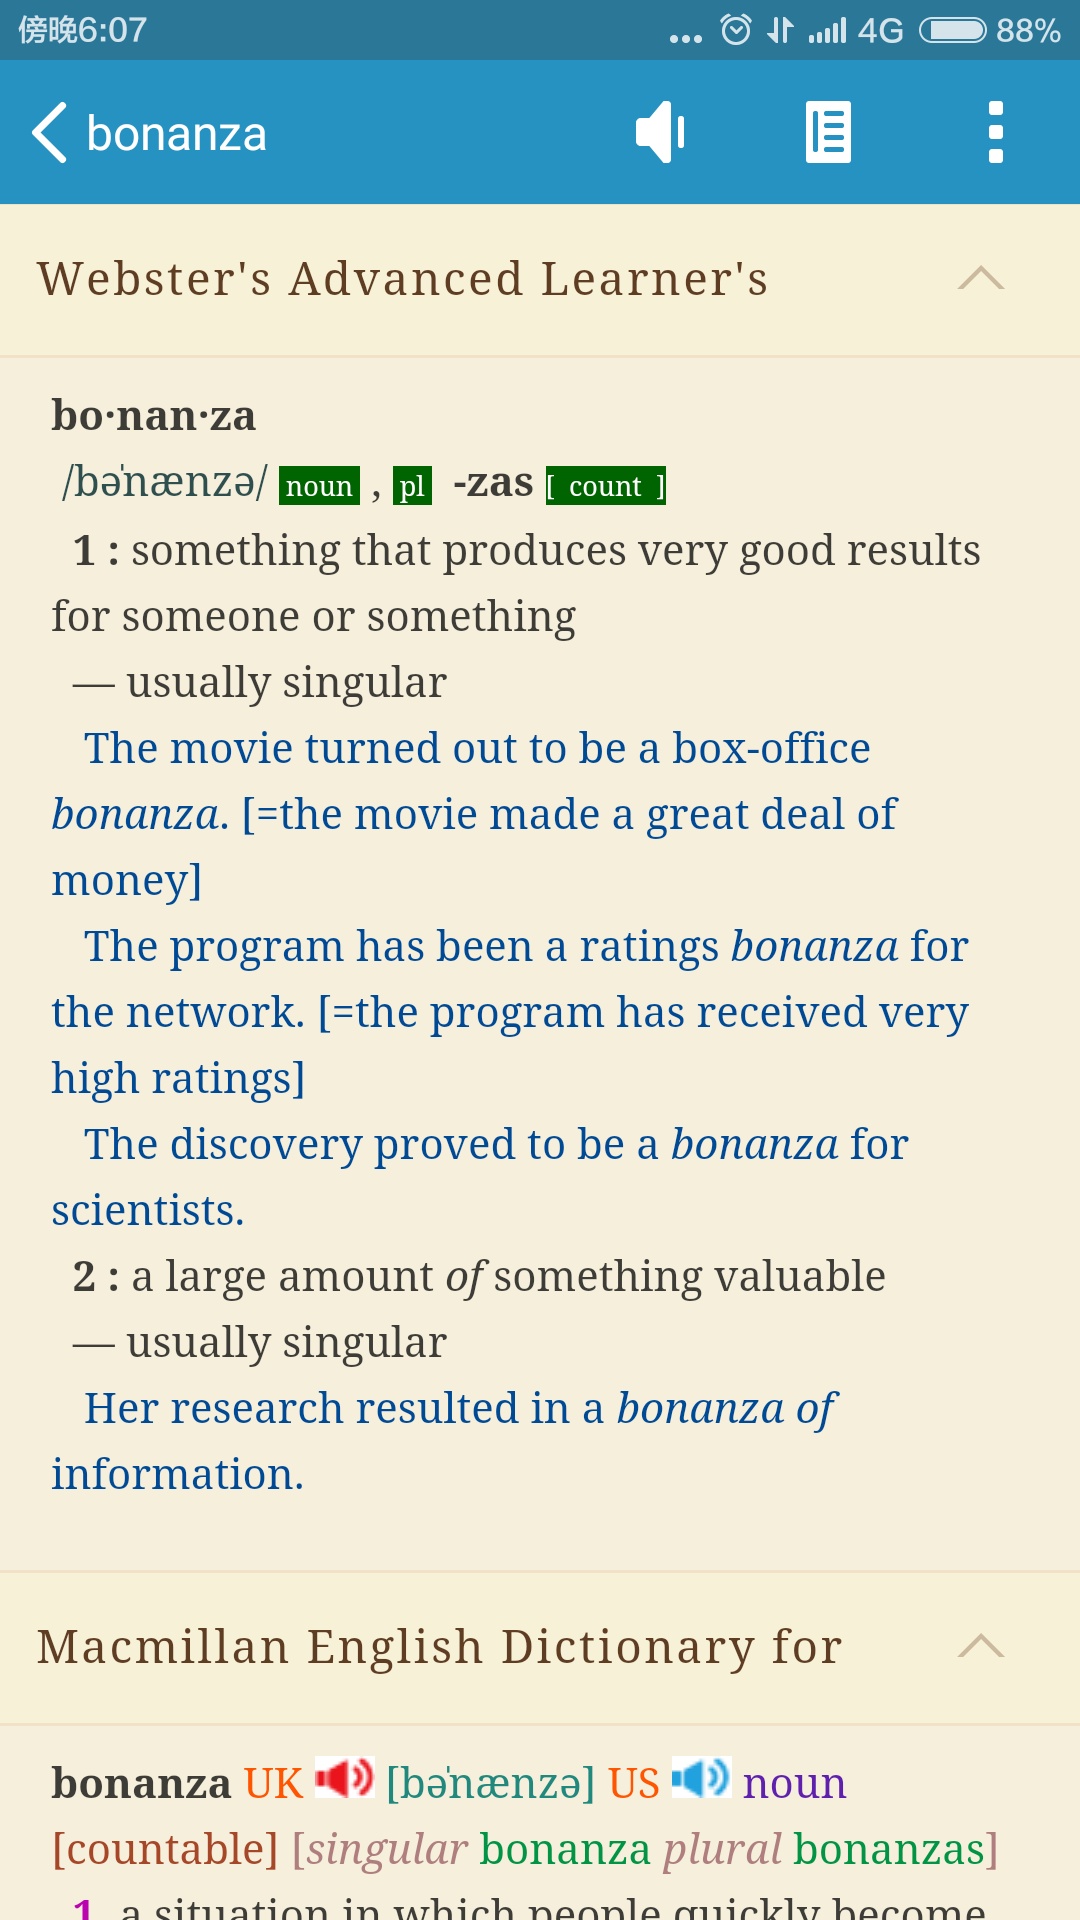 傍晚6:07 ... 4G 88%
bonanza
Webster's Advanced Learner's
bo·nan·za
/bəˈnænzə/ noun , pl -zas [ count ]
1 : something that produces very good results
for someone or something
— usually singular
The movie turned out to be a box-office
bonanza. [=the movie made a great deal of
money]
The program has been a ratings bonanza for
the network. [=the program has received very
high ratings]
The discovery proved to be a bonanza for
scientists.
2 : a large amount of something valuable
— usually singular
Her research resulted in a bonanza of
information.
Macmillan English Dictionary for
bonanza UK [bəˈnænzə] US noun
[countable] [singular bonanza plural bonanzas]
1 a situation in which people quickly become